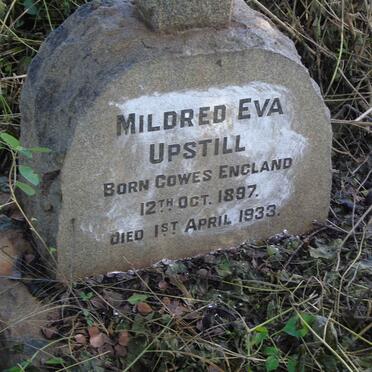 MILDRED EVA
UPSTILL
BORN COWES ENGLAND
12TH OCT. 1897.
DIED 1ST APRIL 1933.